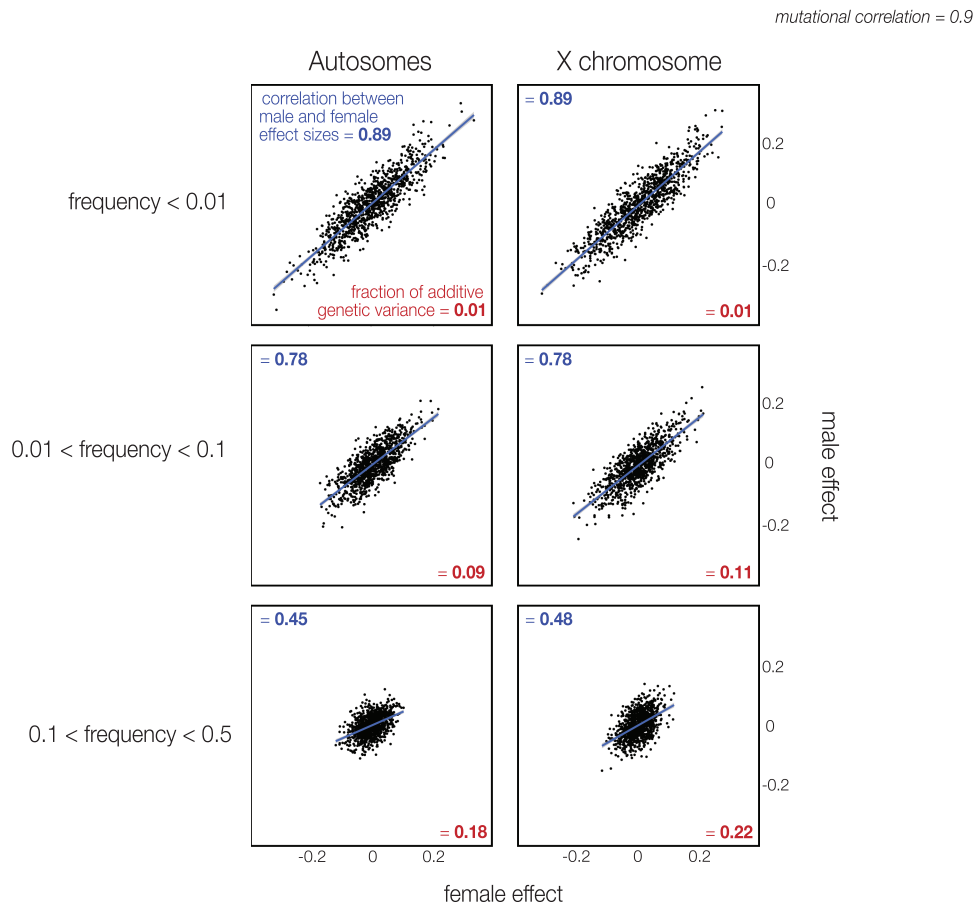 mutational correlation = 0.9
Autosomes
X chromosome
frequency < 0.01
correlation between
male and female
effect sizes = 0.89
fraction of additive
genetic variance = 0.01
= 0.89
= 0.01
0.2
0
-0.2
0.01 < frequency < 0.1
= 0.78
= 0.09
= 0.78
= 0.11
0.2
0
-0.2
male effect
0.1 < frequency < 0.5
= 0.45
= 0.18
= 0.48
= 0.22
0.2
0
-0.2
-0.2 0 0.2
-0.2 0 0.2
female effect